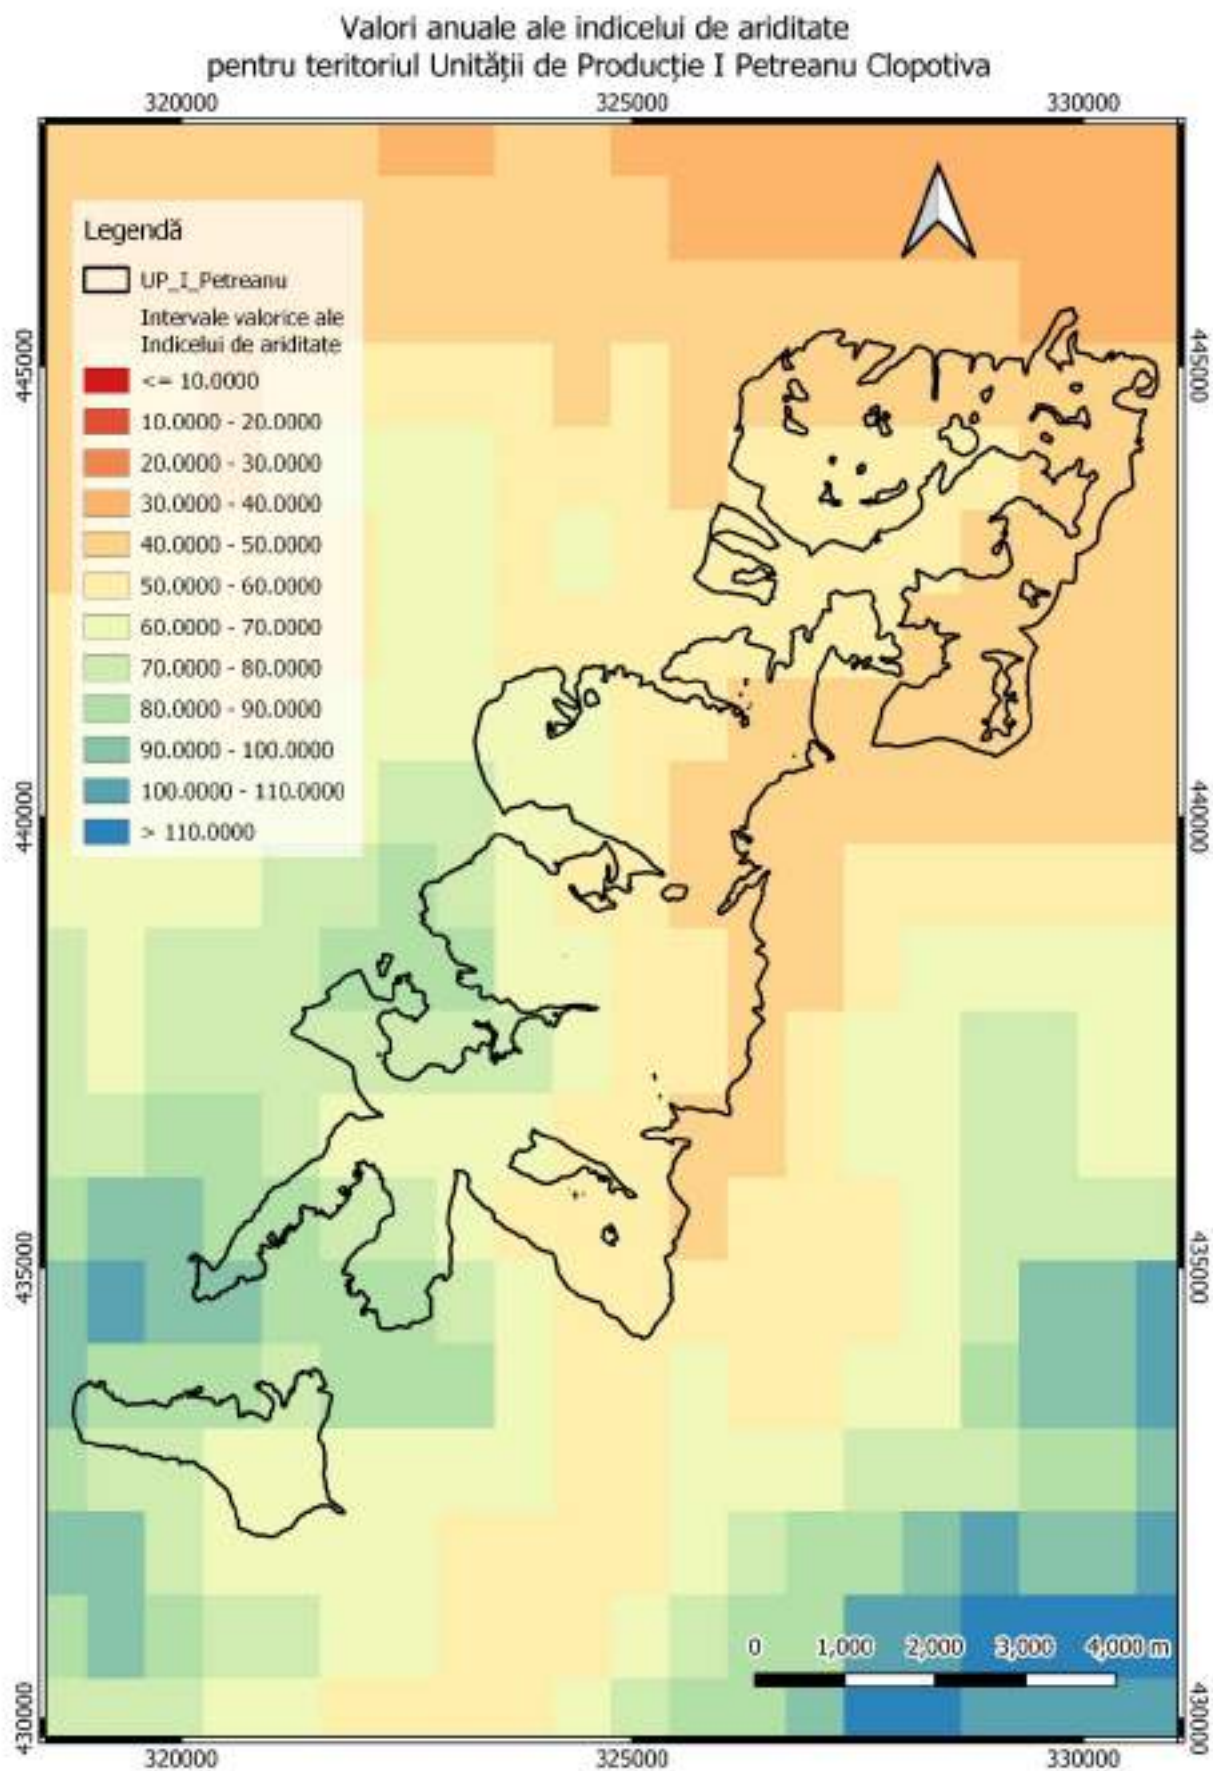 Valori anuale ale indicelui de ariditate
pentru teritoriul Unității de Producție I Petreanu Clopotiva
320000 325000 330000
Legendă
UP_I_Petreanu
Intervale valorice ale
Indicelui de ariditate
<= 10.0000
10.0000 - 20.0000
20.0000 - 30.0000
30.0000 - 40.0000
40.0000 - 50.0000
50.0000 - 60.0000
60.0000 - 70.0000
70.0000 - 80.0000
80.0000 - 90.0000
90.0000 - 100.0000
100.0000 - 110.0000
> 110.0000
445000
440000
435000
430000
445000
440000
435000
430000
0 1,000 2,000 3,000 4,000 m
320000 325000 330000